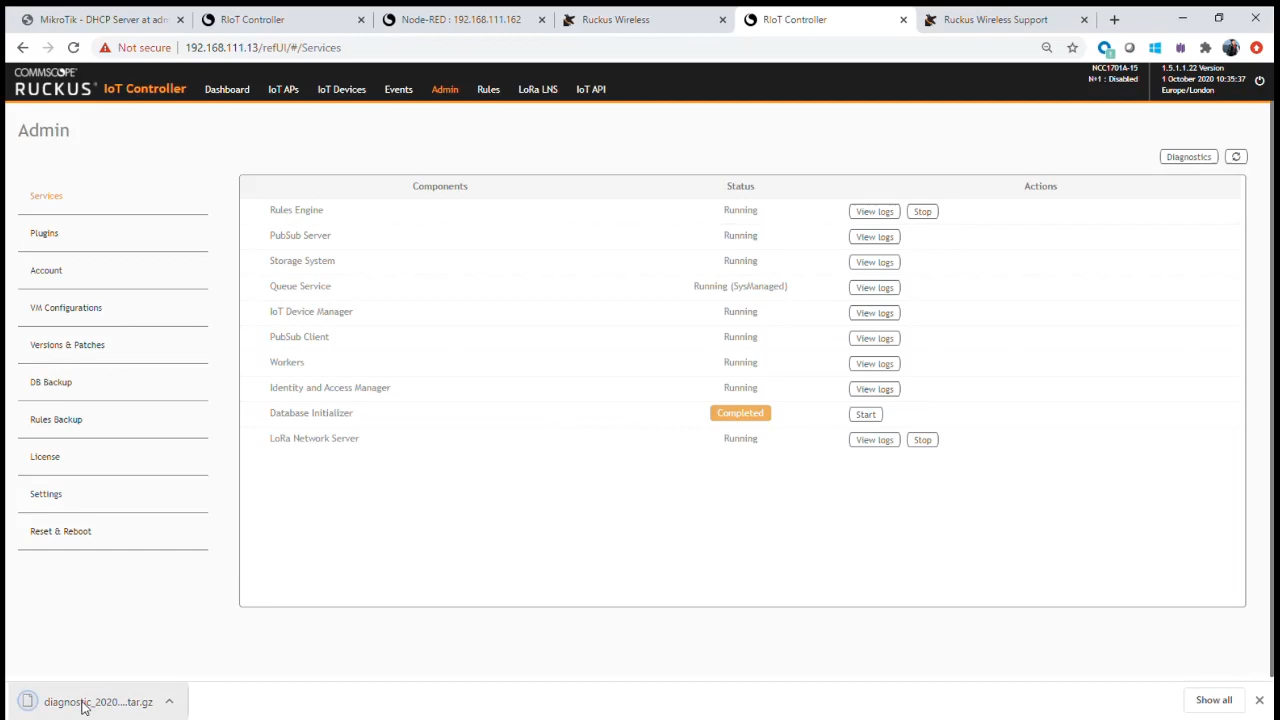 MikroTik - DHCP Server at adm
RIoT Controller
Node-RED : 192.168.111.162
Ruckus Wireless
RIoT Controller
Ruckus Wireless Support
Not secure 192.168.111.13/refUI/#/Services
COMMSCOPE
RUCKUS IoT Controller
Dashboard IoT APs IoT Devices Events Admin Rules LoRa LNS IoT API
NCC1701A-15
N+1 : Disabled
1.5.1.1.22 Version
1 October 2020 10:35:37
Europe/London
Admin
Diagnostics
Services
Plugins
Account
VM Configurations
Versions & Patches
DB Backup
Rules Backup
License
Settings
Reset & Reboot
Components Status Actions
Rules Engine Running View logs Stop
PubSub Server Running View logs
Storage System Running View logs
Queue Service Running (SysManaged) View logs
IoT Device Manager Running View logs
PubSub Client Running View logs
Workers Running View logs
Identity and Access Manager Running View logs
Database Initializer Completed Start
LoRa Network Server Running View logs Stop
diagnostic_2020....tar.gz
Show all